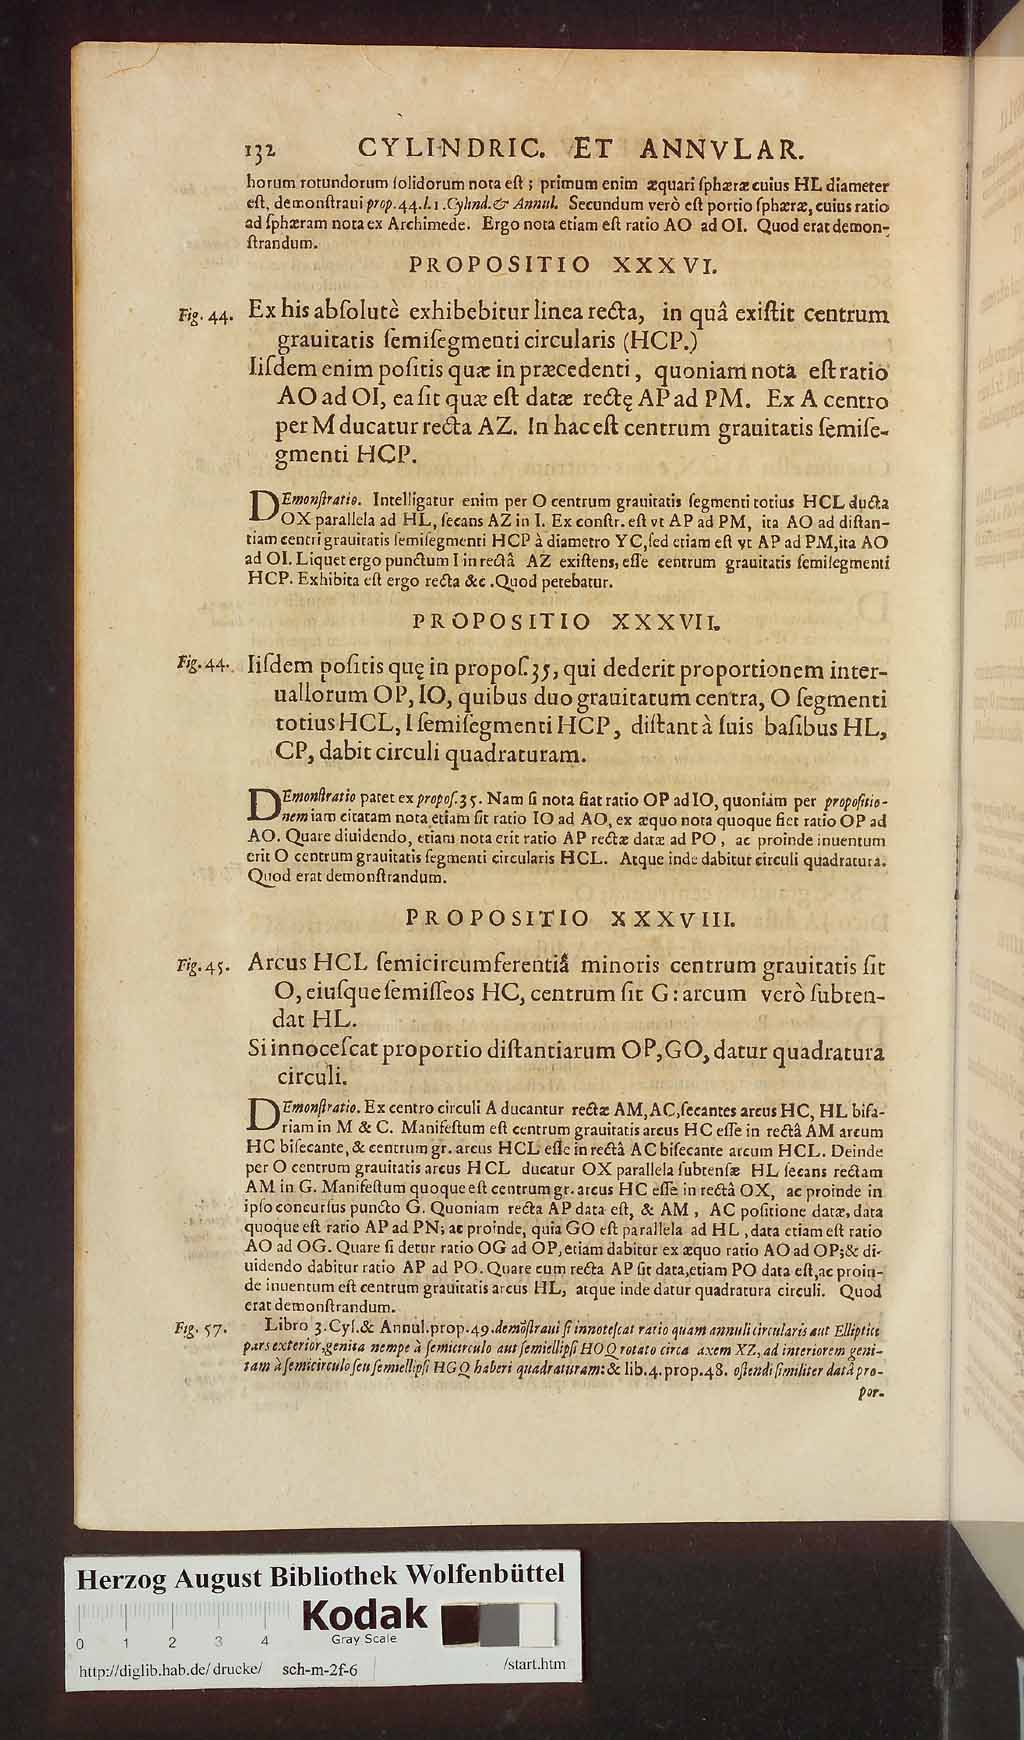 132 CYLINDRIC. ET ANNVLAR.
horum rotundorum ſolidorum nota eſt ; primum enim æquari ſphæræ cuius HL diameter
eſt, demonſtraui prop. 44. l. 1. Cylind. & Annul. Secundum verò eſt portio ſphæræ, cuius ratio
ad ſphæram nota ex Archimede. Ergo nota etiam eſt ratio AO ad OI. Quod erat demon-
ſtrandum.
PROPOSITIO XXXVI.
Fig. 44. Ex his abſolutè exhibebitur linea recta, in quâ exiſtit centrum
grauitatis ſemiſegmenti circularis (HCP.)
Iiſdem enim poſitis quæ in præcedenti, quoniam nota eſt ratio
AO ad OI, ea ſit quæ eſt datæ rectę AP ad PM. Ex A centro
per M ducatur recta AZ. In hac eſt centrum grauitatis ſemiſe-
gmenti HCP.
DEmonſtratio. Intelligatur enim per O centrum grauitatis ſegmenti totius HCL ducta
OX parallela ad HL, ſecans AZ in I. Ex conſtr. eſt vt AP ad PM, ita AO ad diſtan-
tiam centri grauitatis ſemiſegmenti HCP à diametro YC, ſed etiam eſt vt AP ad PM, ita AO
ad OI. Liquet ergo punctum I in rectâ AZ exiſtens, eſſe centrum grauitatis ſemiſegmenti
HCP. Exhibita eſt ergo recta &c. Quod petebatur.
PROPOSITIO XXXVII.
Fig. 44. Iiſdem poſitis quę in propoſ. 35, qui dederit proportionem inter-
uallorum OP, IO, quibus duo grauitatum centra, O ſegmenti
totius HCL, I ſemiſegmenti HCP, diſtant à ſuis baſibus HL,
CP, dabit circuli quadraturam.
DEmonſtratio patet ex propoſ. 35. Nam ſi nota fiat ratio OP ad IO, quoniam per propoſitio-
nem iam citatam nota etiam ſit ratio IO ad AO, ex æquo nota quoque fiet ratio OP ad
AO. Quare diuidendo, etiam nota erit ratio AP rectæ datæ ad PO, ac proinde inuentum
erit O centrum grauitatis ſegmenti circularis HCL. Atque inde dabitur circuli quadratura.
Quod erat demonſtrandum.
PROPOSITIO XXXVIII.
Fig. 45. Arcus HCL ſemicircumferentiâ minoris centrum grauitatis ſit
O, eiuſque ſemiſſeos HC, centrum ſit G: arcum verò ſubten-
dat HL.
Si innoteſcat proportio diſtantiarum OP, GO, datur quadratura
circuli.
DEmonſtratio. Ex centro circuli A ducantur rectæ AM, AC, ſecantes arcus HC, HL bifa-
riam in M & C. Manifeſtum eſt centrum grauitatis arcus HC eſſe in rectâ AM arcum
HC biſecante, & centrum gr. arcus HCL eſſe in rectâ AC biſecante arcum HCL. Deinde
per O centrum grauitatis arcus HCL ducatur OX parallela ſubtenſæ HL ſecans rectam
AM in G. Manifeſtum quoque eſt centrum gr. arcus HC eſſe in rectâ OX, ac proinde in
ipſo concurſus puncto G. Quoniam recta AP data eſt, & AM, AC poſitione datæ, data
quoque eſt ratio AP ad PN; ac proinde, quia GO eſt parallela ad HL, data etiam eſt ratio
AO ad OG. Quare ſi detur ratio OG ad OP, etiam dabitur ex æquo ratio AO ad OP; & di-
uidendo dabitur ratio AP ad PO. Quare cum recta AP ſit data, etiam PO data eſt, ac proin-
de inuentum eſt centrum grauitatis arcus HL, atque inde datur quadratura circuli. Quod
erat demonſtrandum.
Fig. 57. Libro 3. Cyl. & Annul. prop. 49. demõſtraui ſi innoteſcat ratio quam annuli circularis aut Elliptici
pars exterior, genita nempe à ſemicirculo aut ſemiellipſi HOQ rotato circa axem XZ, ad interiorem geni-
tam à ſemicirculo ſeu ſemiellipſi HGQ haberi quadraturam: & lib. 4. prop. 48. oſtendi ſimiliter datâ pro-
por-
Herzog August Bibliothek Wolfenbüttel
Kodak
Gray Scale
0 1 2 3 4
http://diglib.hab.de/drucke/ sch-m-2f-6 /start.htm